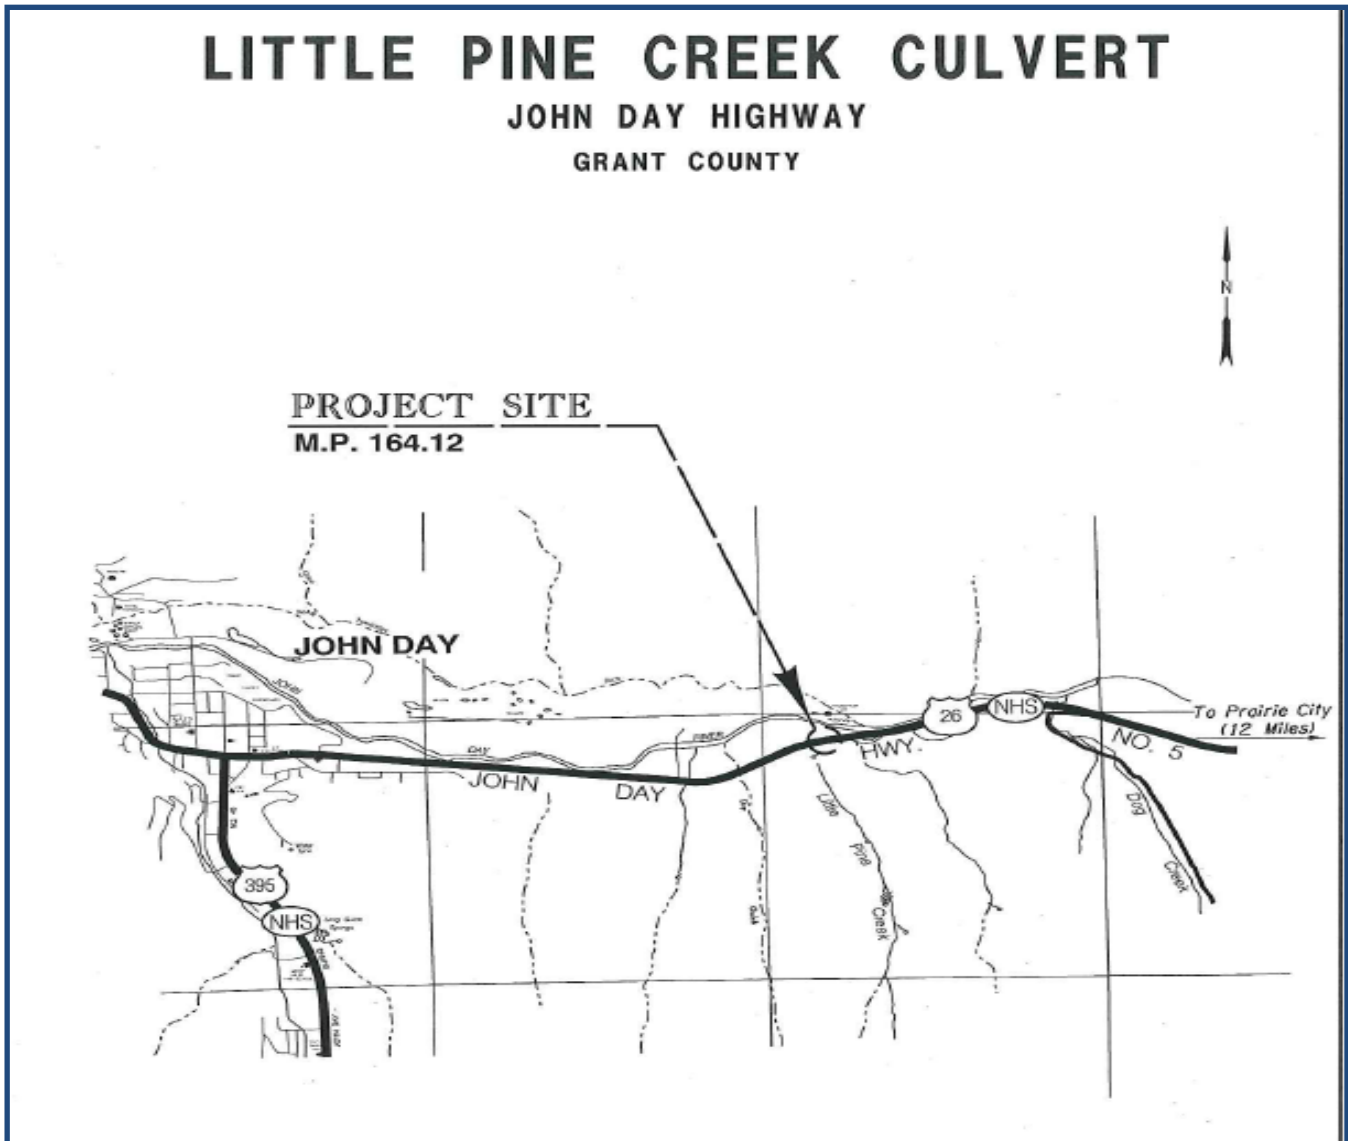 LITTLE PINE CREEK CULVERT
JOHN DAY HIGHWAY
GRANT COUNTY
N
PROJECT SITE
M.P. 164.12
JOHN DAY
JOHN
DAY
RIVER
26
NHS
To Prairie City
(12 Miles)
JOHN DAY HWY. NO. 5
Little
Pine
Creek
Dog
Creek
395
NHS